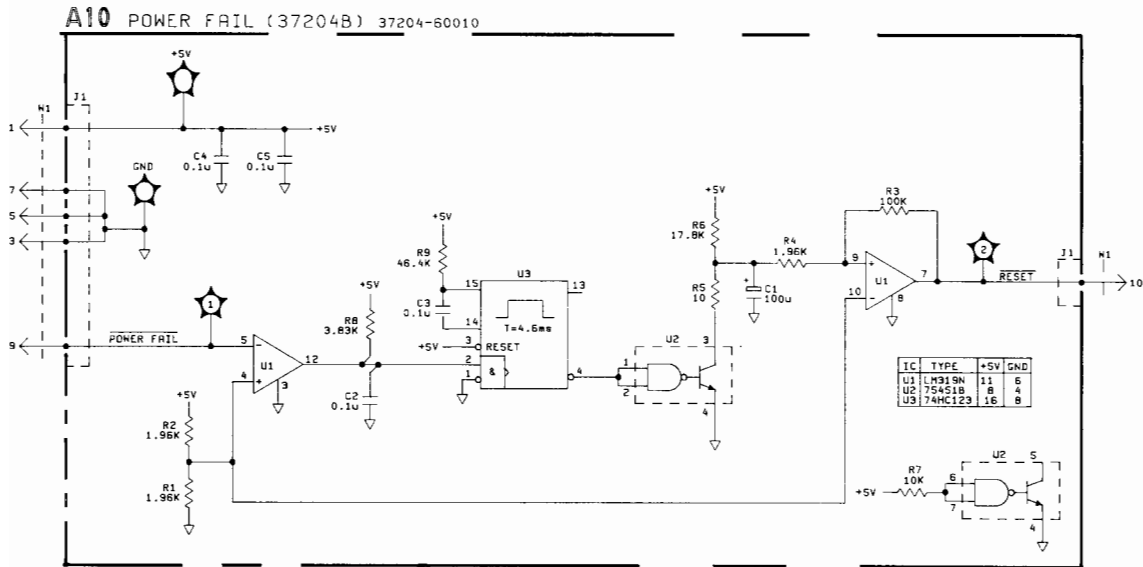 A10 POWER FAIL (37204B) 37204-60010
+5V
W1
J1
1
+5V
C4
0.1u
C5
0.1u
GND
7
5
3
+5V
R6
17.8K
R3
100K
+5V
R9
46.4K
R4
1.96K
9
+
U1
7
10
-
8
2
RESET
J1
W1
10
U3
15
13
C3
0.1u
14
T=4.6ms
+5V
3
RESET
2
&
1
4
R5
10
+
C1
100u
1
R8
3.83K
9
POWER FAIL
5
-
U1
12
4
+
3
C2
0.1u
U2
3
1
2
4
IC TYPE +5V GND
U1 LM319N 11 6
U2 75451B 8 4
U3 74HC123 16 8
+5V
R2
1.96K
R1
1.96K
U2
5
R7
10K
+5V
6
7
4